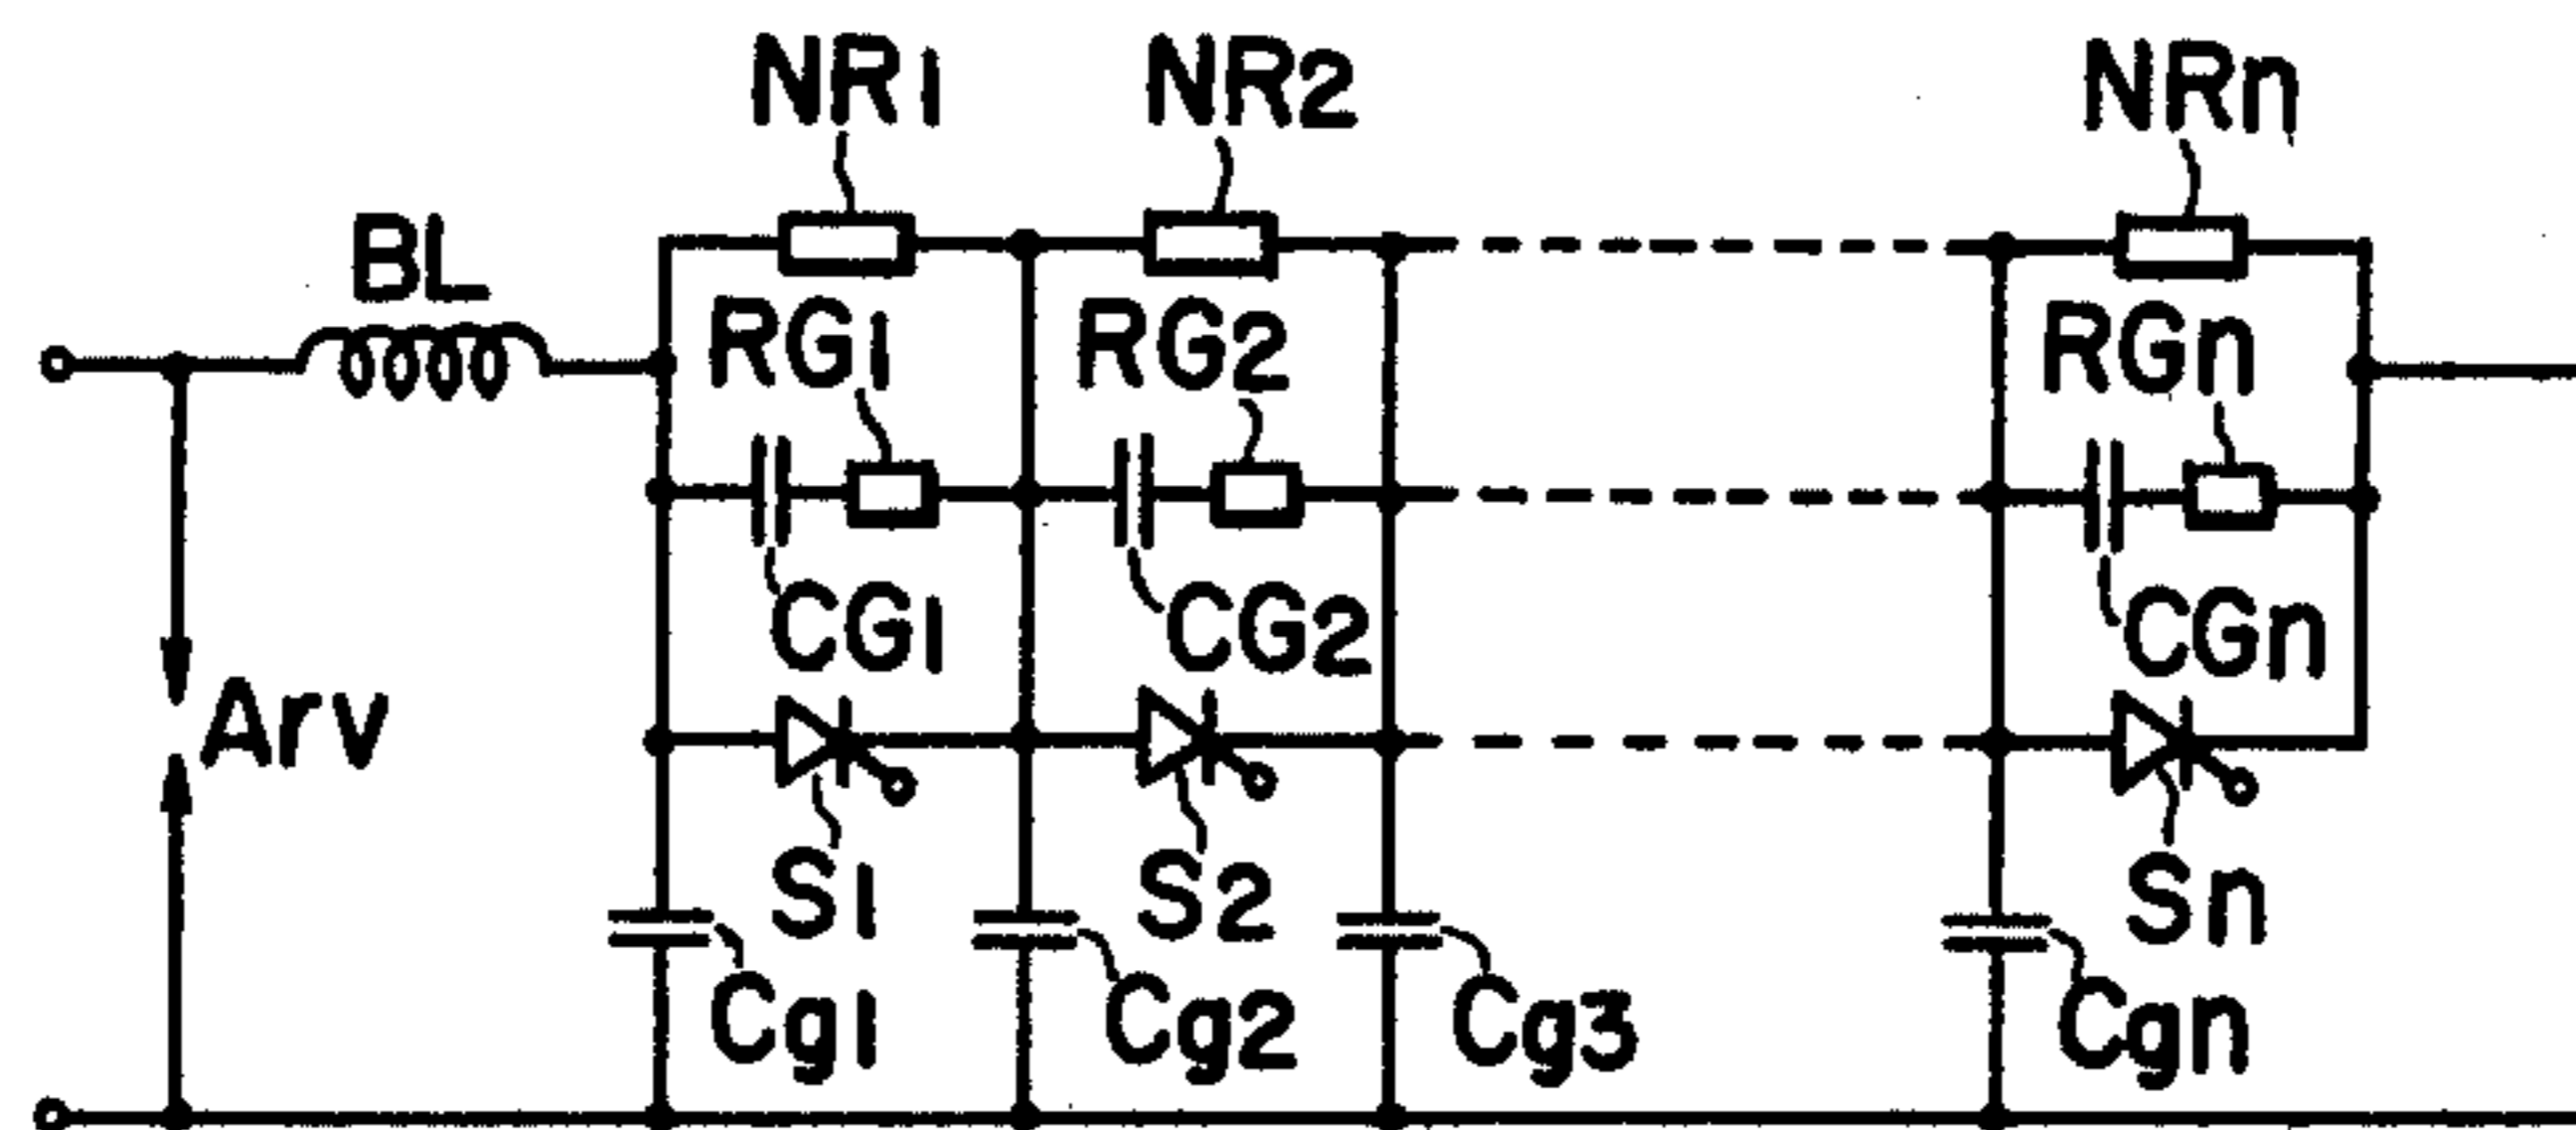 NR1 NR2 NRn
BL
RG1 RG2 RGn
CG1 CG2 CGn
Arv
S1 S2 Sn
Cg1 Cg2 Cg3 Cgn